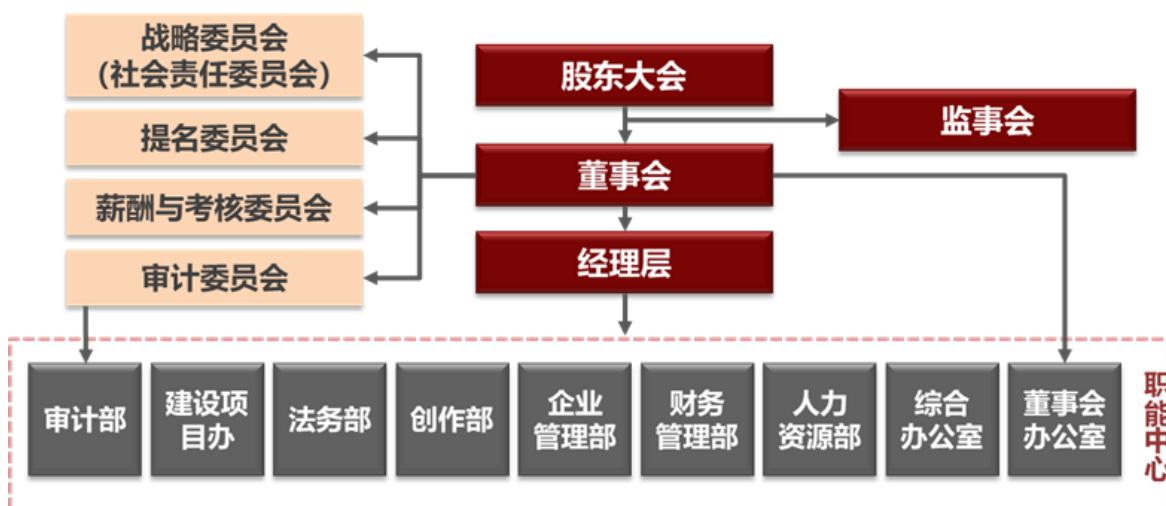 战略委员会
（社会责任委员会）
股东大会
监事会
提名委员会
董事会
薪酬与考核委员会
经理层
审计委员会
审计部
建设项
目办
法务部
创作部
企业
管理部
财务
管理部
人力
资源部
综合
办公室
董事会
办公室
职能中心